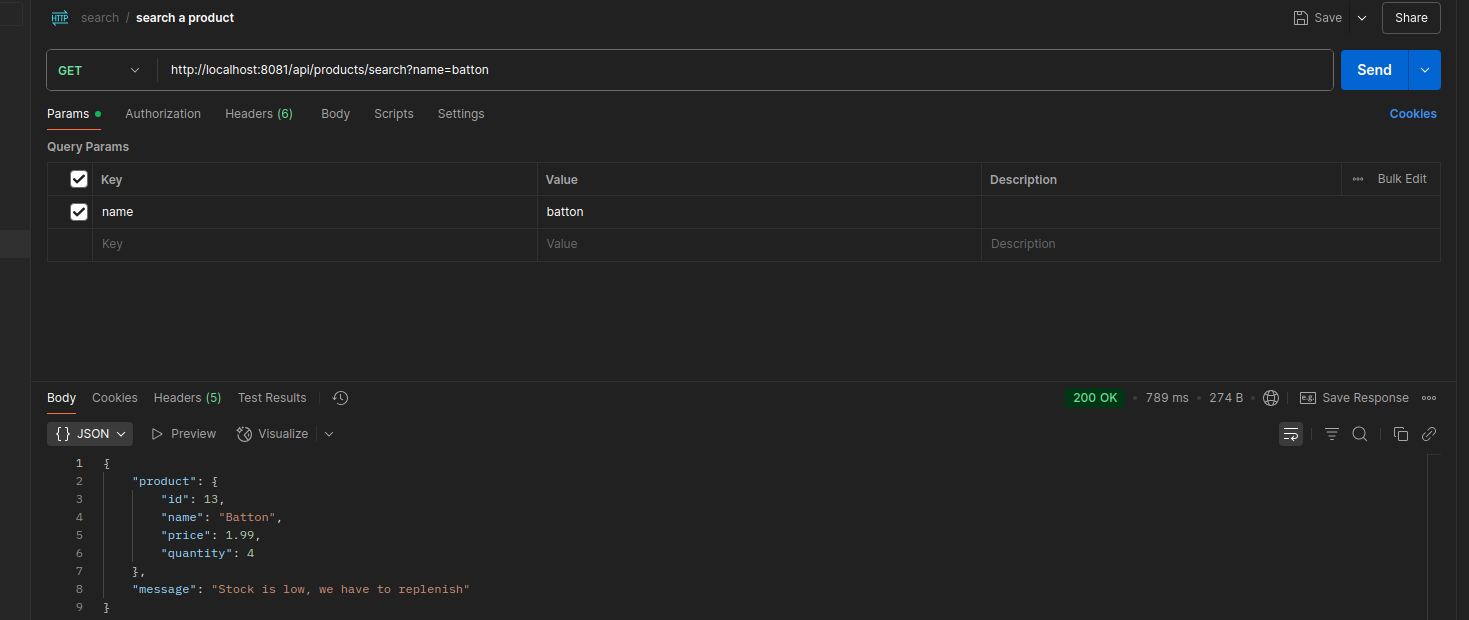 HTTP search / search a product Save Share
GET http://localhost:8081/api/products/search?name=batton Send
Params Authorization Headers (6) Body Scripts Settings Cookies
Query Params
Key Value Description Bulk Edit
name batton
Key Value Description
Body Cookies Headers (5) Test Results 200 OK 789 ms 274 B e.g. Save Response
{} JSON Preview Visualize
1 {
2 "product": {
3 "id": 13,
4 "name": "Batton",
5 "price": 1.99,
6 "quantity": 4
7 },
8 "message": "Stock is low, we have to replenish"
9 }